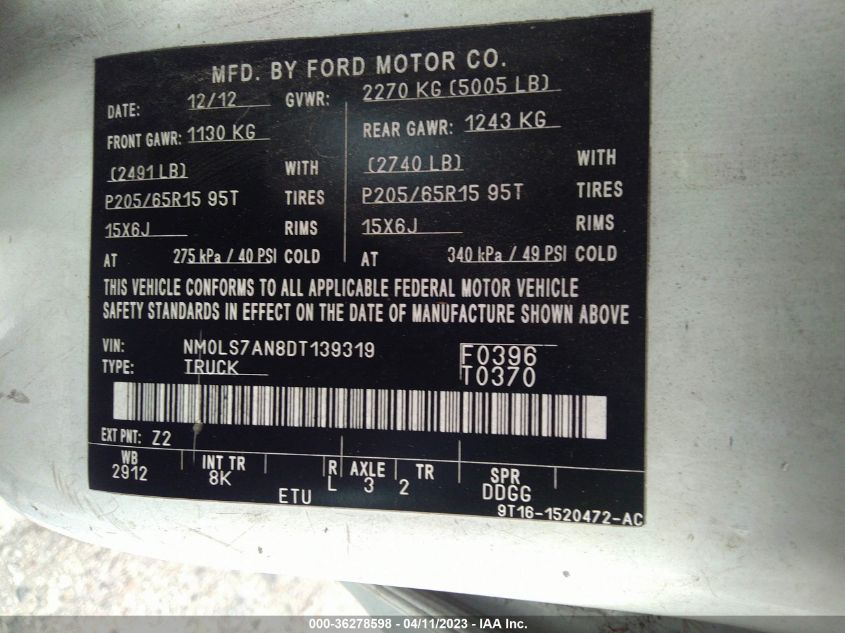 MFD. BY FORD MOTOR CO.
DATE: 12/12 GVWR: 2270 KG (5005 LB)
FRONT GAWR: 1130 KG REAR GAWR: 1243 KG
(2491 LB) WITH (2740 LB) WITH
P205/65R15 95T TIRES P205/65R15 95T TIRES
15X6J RIMS 15X6J RIMS
AT 275 kPa / 40 PSI COLD AT 340 kPa / 49 PSI COLD
THIS VEHICLE CONFORMS TO ALL APPLICABLE FEDERAL MOTOR VEHICLE
SAFETY STANDARDS IN EFFECT ON THE DATE OF MANUFACTURE SHOWN ABOVE
VIN: NM0LS7AN8DT139319 F0396
TYPE: TRUCK T0370
EXT PNT: Z2
WB INT TR R AXLE TR SPR
2912 8K L 3 2 DDGG
ETU
9T16-1520472-AC
000-36278598 - 04/11/2023 - IAA Inc.